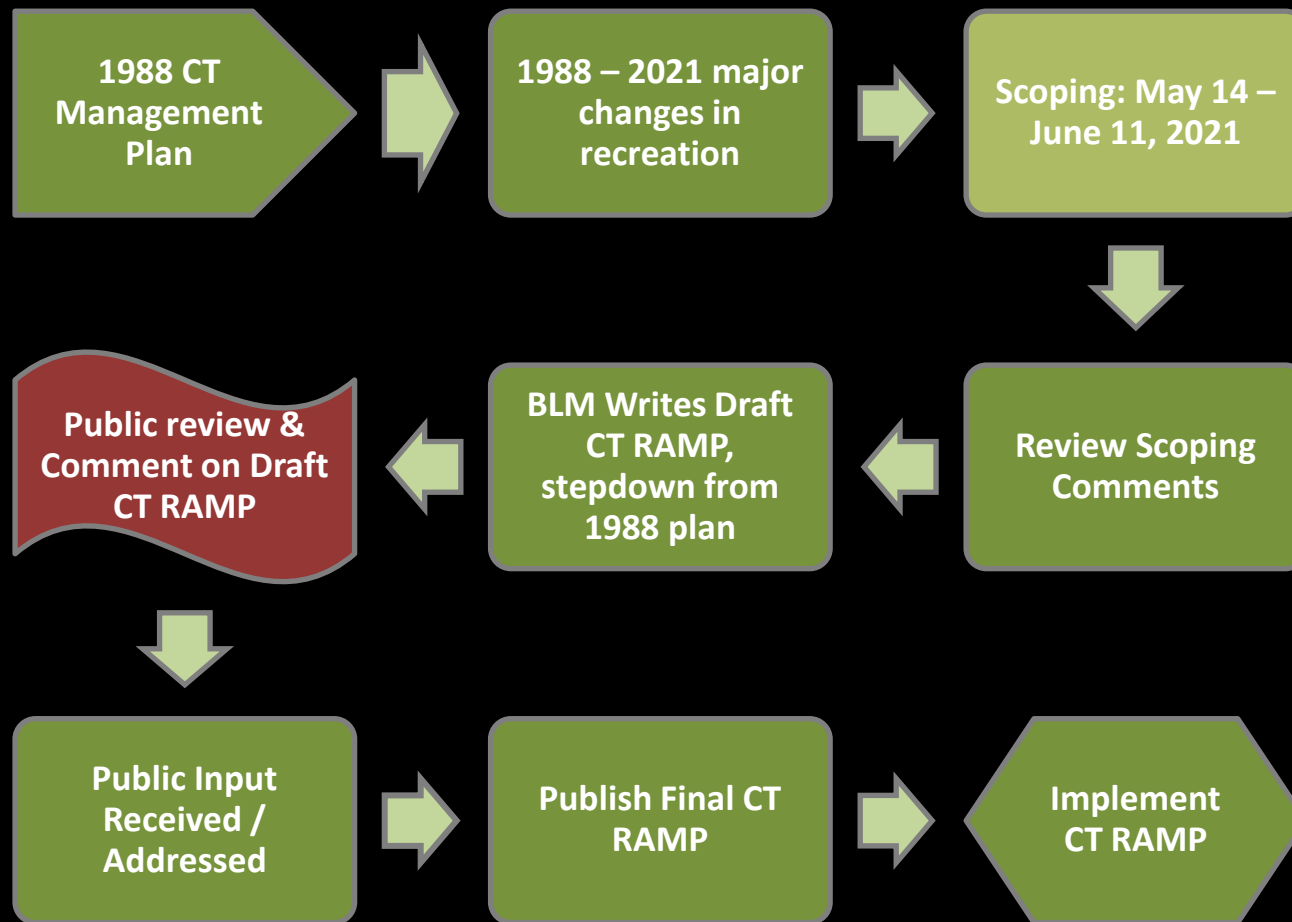 1988 CT
Management
Plan
1988 – 2021 major
changes in
recreation
Scoping: May 14 –
June 11, 2021
Review Scoping
Comments
BLM Writes Draft
CT RAMP,
stepdown from
1988 plan
Public review &
Comment on Draft
CT RAMP
Public Input
Received /
Addressed
Publish Final CT
RAMP
Implement
CT RAMP